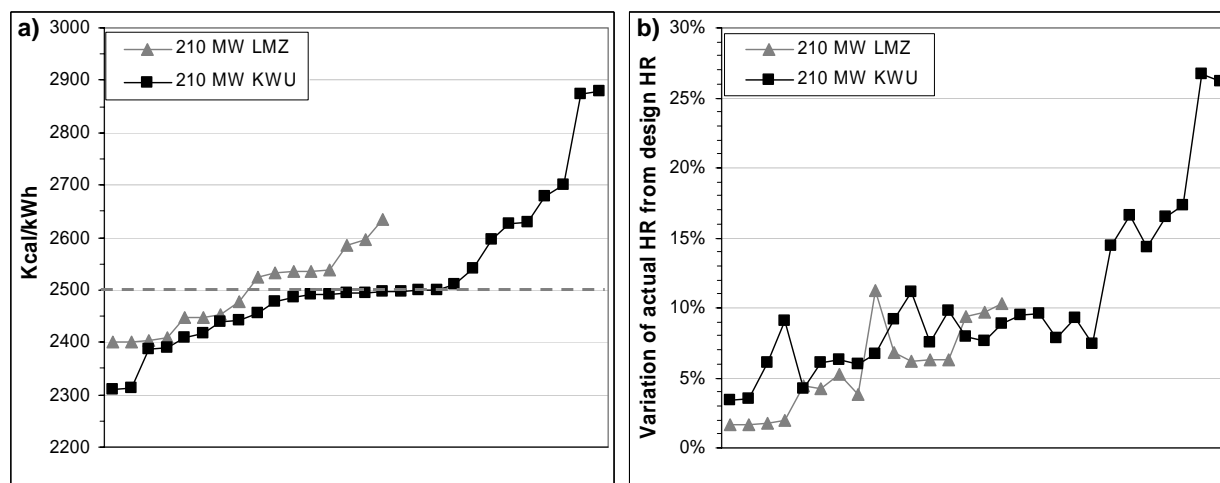 a)
210 MW LMZ
210 MW KWU
Kcal/kWh
3000
2900
2800
2700
2600
2500
2400
2300
2200
b)
210 MW LMZ
210 MW KWU
Variation of actual HR from design HR
30%
25%
20%
15%
10%
5%
0%